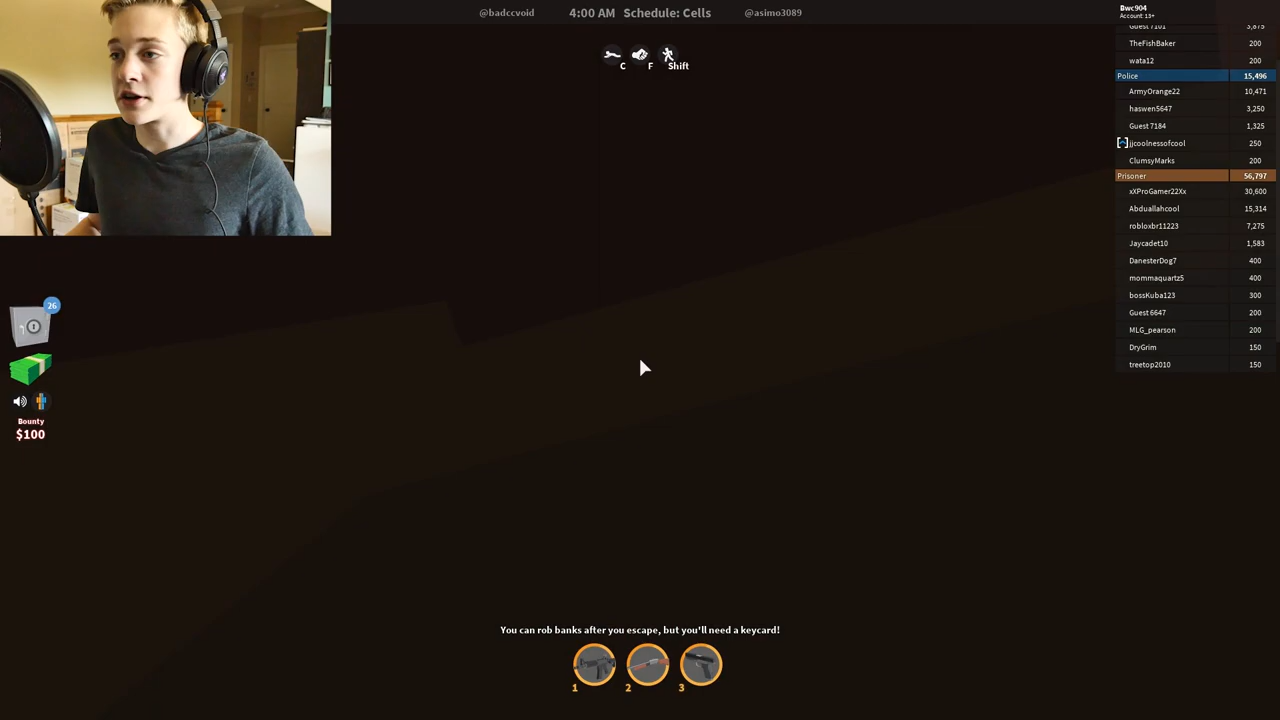 @badccvoid 4:00 AM Schedule: Cells @asimo3089
C F Shift
Bwc904
Account: 13+
Guest 7101 3,875
TheFishBaker 200
wata12 200
Police 15,496
ArmyOrange22 10,471
haswen5647 3,250
Guest 7184 1,325
jjcoolnessofcool 250
ClumsyMarks 200
Prisoner 56,797
xXProGamer22Xx 30,600
Abduallahcool 15,314
robloxbr11223 7,275
Jaycadet10 1,583
DanesterDog7 400
mommaquartz5 400
bossKuba123 300
Guest 6647 200
MLG_pearson 200
DryGrim 150
treetop2010 150
26
Bounty
$100
You can rob banks after you escape, but you'll need a keycard!
1 2 3